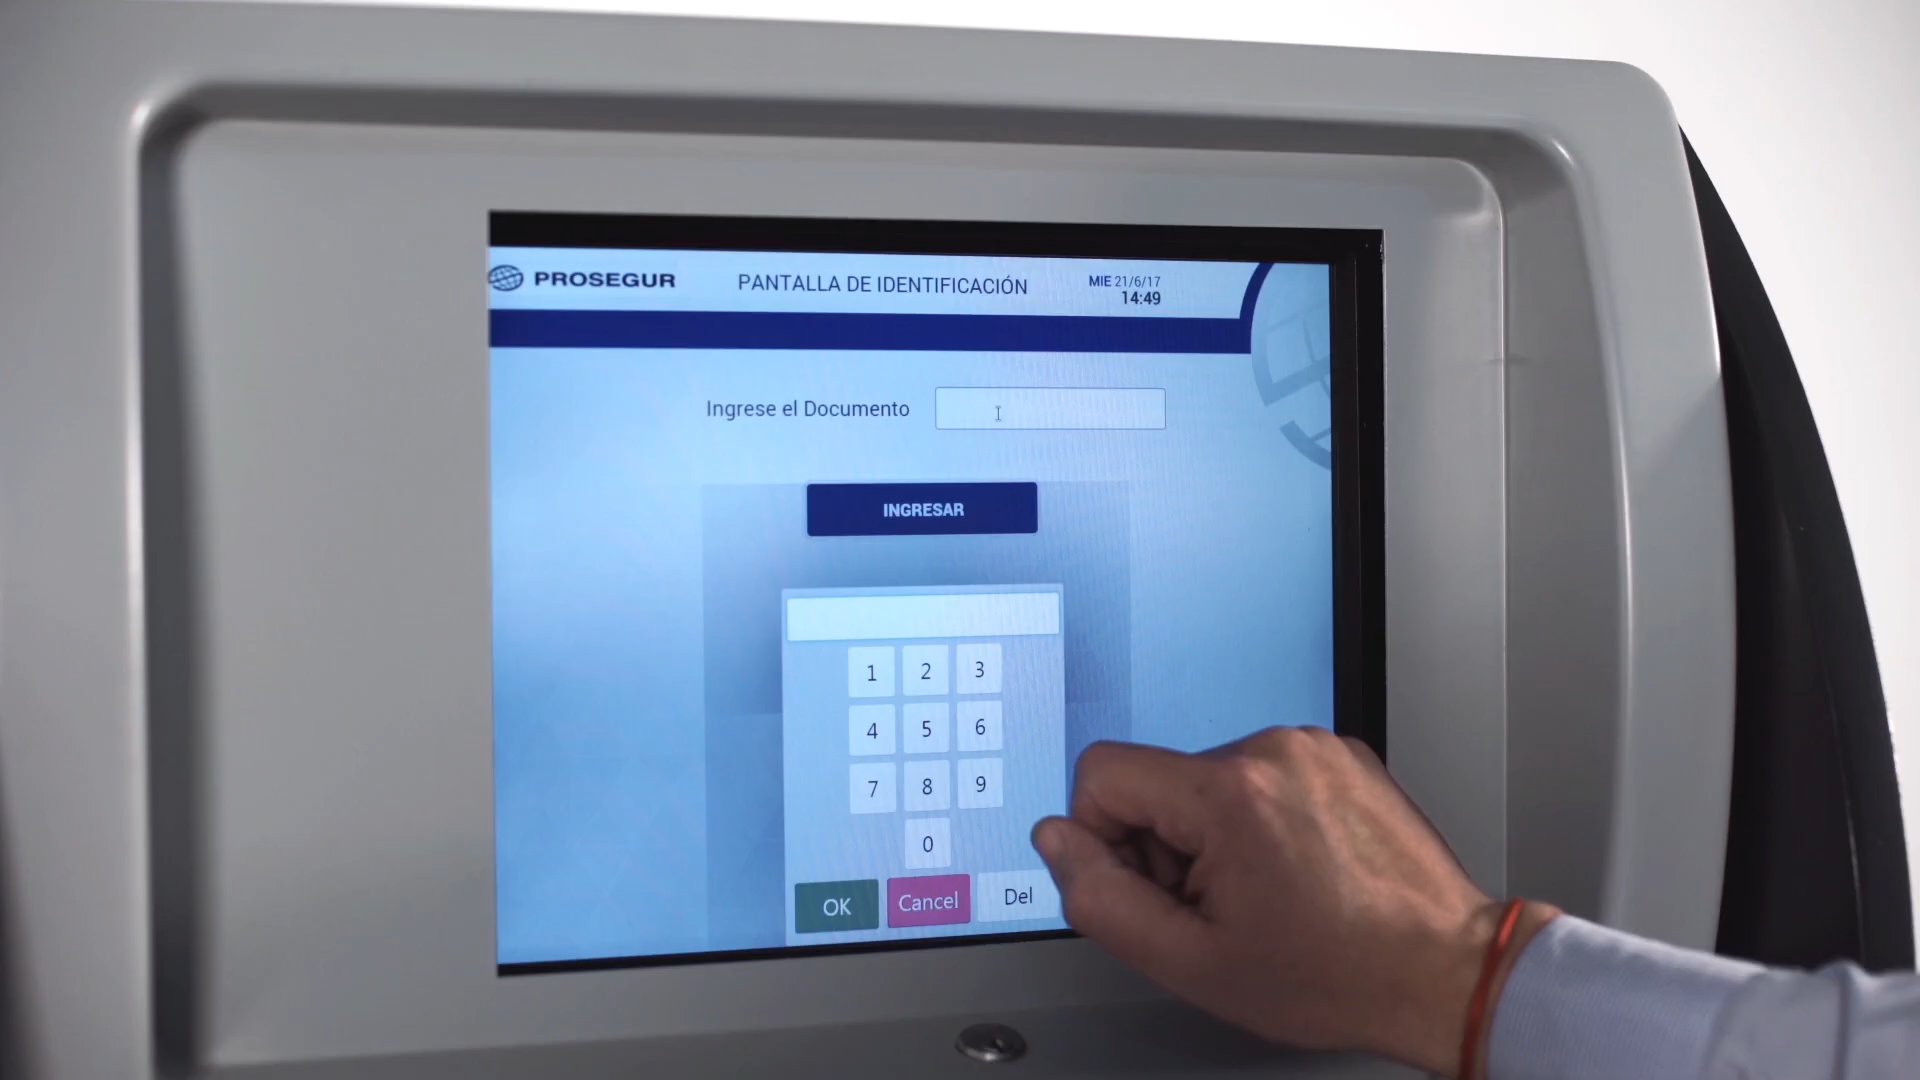 PROSEGUR
PANTALLA DE IDENTIFICACIÓN
MIE 21/6/17
14:49
Ingrese el Documento
INGRESAR
1 2 3
4 5 6
7 8 9
0
OK Cancel Del